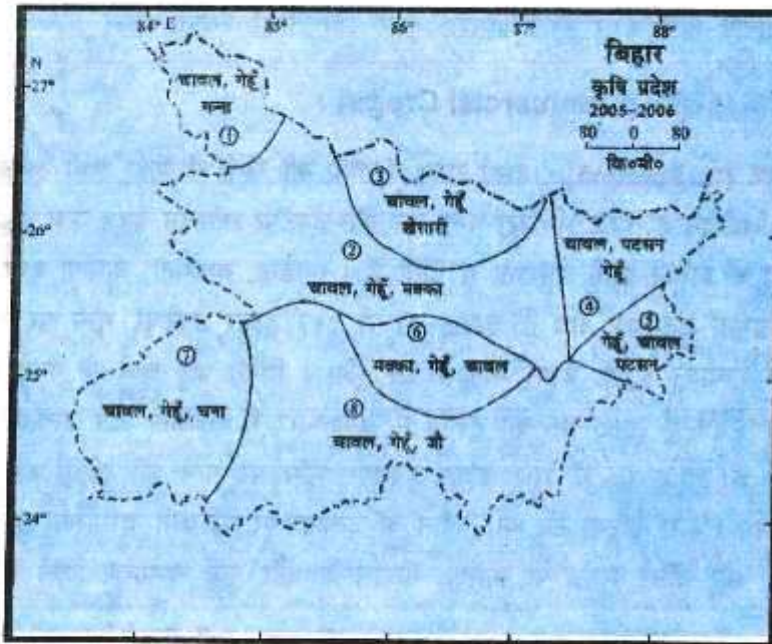 84° E 85° 86° 87° 88°
N
27°
26°
25°
24°
बिहार
कृषि प्रदेश
2005-2006
80 0 80
कि०मी०
चावल, गेहूँ
गन्ना
①
③
चावल, गेहूँ
खेसारी
②
चावल, गेहूँ, मक्का
चावल, पटसन
गेहूँ
④
⑤
गेहूँ, चावल
पटसन
⑥
मक्का, गेहूँ, चावल
⑦
चावल, गेहूँ, चना
⑧
चावल, गेहूँ, जौ